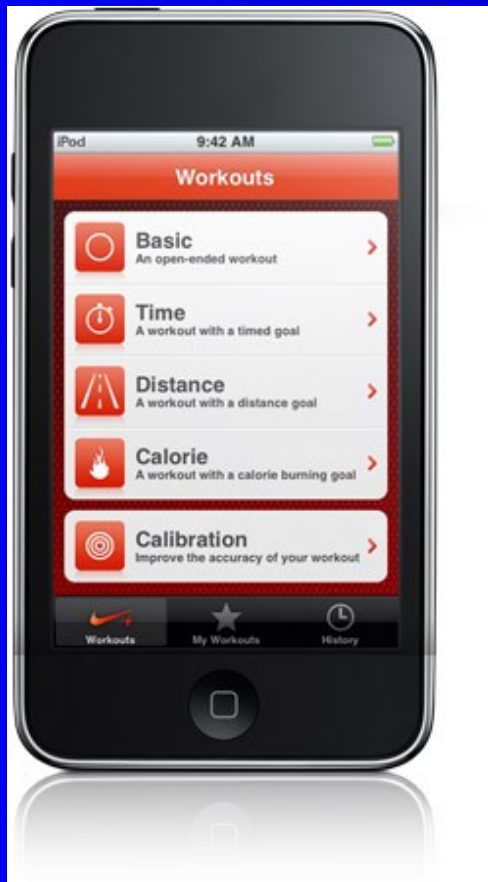 iPod 9:42 AM
Workouts
Basic
An open-ended workout
Time
A workout with a timed goal
Distance
A workout with a distance goal
Calorie
A workout with a calorie burning goal
Calibration
Improve the accuracy of your workout
Workouts My Workouts History